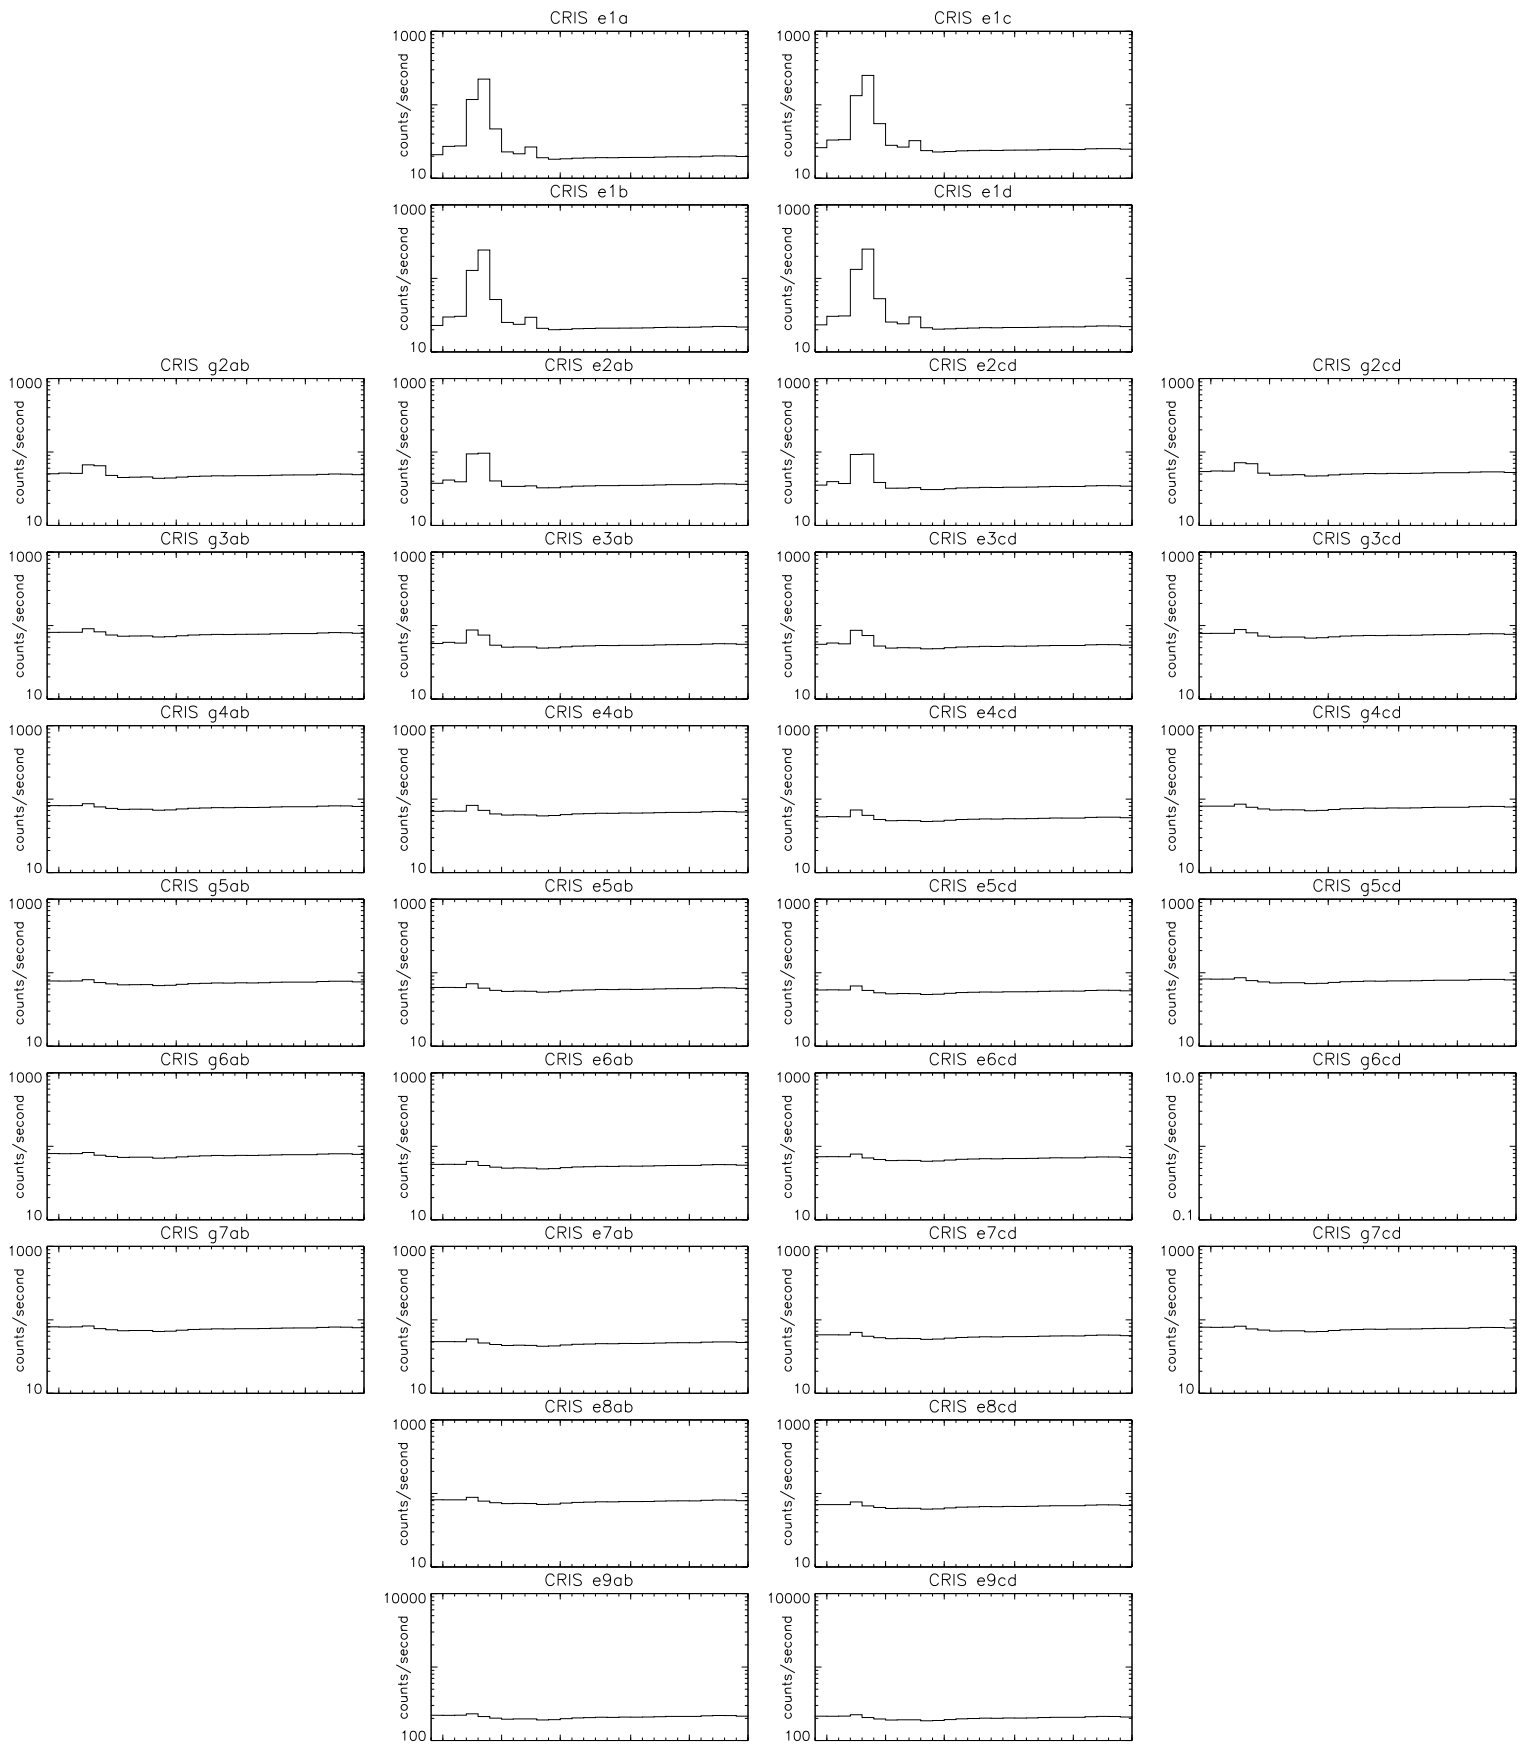 CRIS e1a
1000
counts/second
10
CRIS e1c
1000
counts/second
10
CRIS e1b
1000
counts/second
10
CRIS e1d
1000
counts/second
10
CRIS g2ab
1000
counts/second
10
CRIS e2ab
1000
counts/second
10
CRIS e2cd
1000
counts/second
10
CRIS g2cd
1000
counts/second
10
CRIS g3ab
1000
counts/second
10
CRIS e3ab
1000
counts/second
10
CRIS e3cd
1000
counts/second
10
CRIS g3cd
1000
counts/second
10
CRIS g4ab
1000
counts/second
10
CRIS e4ab
1000
counts/second
10
CRIS e4cd
1000
counts/second
10
CRIS g4cd
1000
counts/second
10
CRIS g5ab
1000
counts/second
10
CRIS e5ab
1000
counts/second
10
CRIS e5cd
1000
counts/second
10
CRIS g5cd
1000
counts/second
10
CRIS g6ab
1000
counts/second
10
CRIS e6ab
1000
counts/second
10
CRIS e6cd
1000
counts/second
10
CRIS g6cd
10.0
counts/second
0.1
CRIS g7ab
1000
counts/second
10
CRIS e7ab
1000
counts/second
10
CRIS e7cd
1000
counts/second
10
CRIS g7cd
1000
counts/second
10
CRIS e8ab
1000
counts/second
10
CRIS e8cd
1000
counts/second
10
CRIS e9ab
10000
counts/second
100
CRIS e9cd
10000
counts/second
100